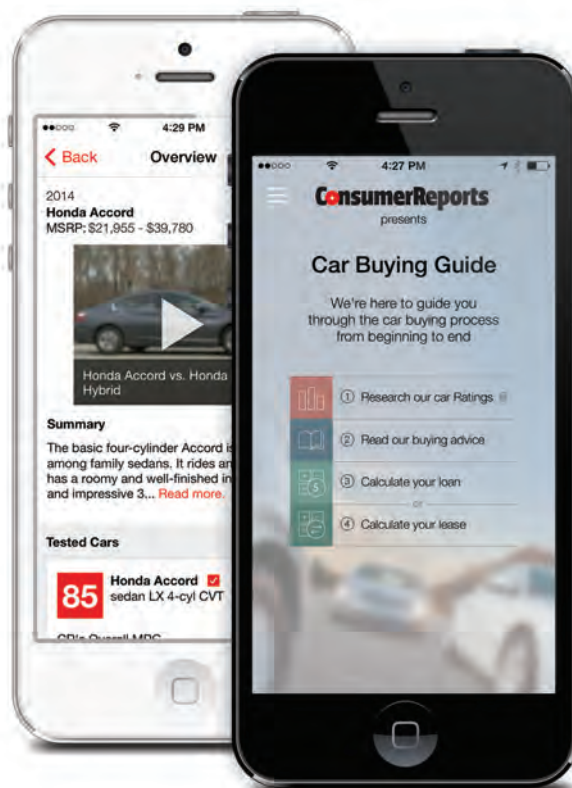 4:29 PM
Back
Overview
2014
Honda Accord
MSRP: $21,955 - $39,780
Honda Accord vs. Honda
Hybrid
Summary
The basic four-cylinder Accord
among family sedans. It rides
has a roomy and well-finished
and impressive 3... Read more.
Tested Cars
85
Honda Accord
sedan LX 4-cyl CVT
CR's Overall MPG
4:27 PM
ConsumerReports
presents
Car Buying Guide
We're here to guide you
through the car buying process
from beginning to end
1 Research our car Ratings
2 Read our buying advice
3 Calculate your loan
or
4 Calculate your lease